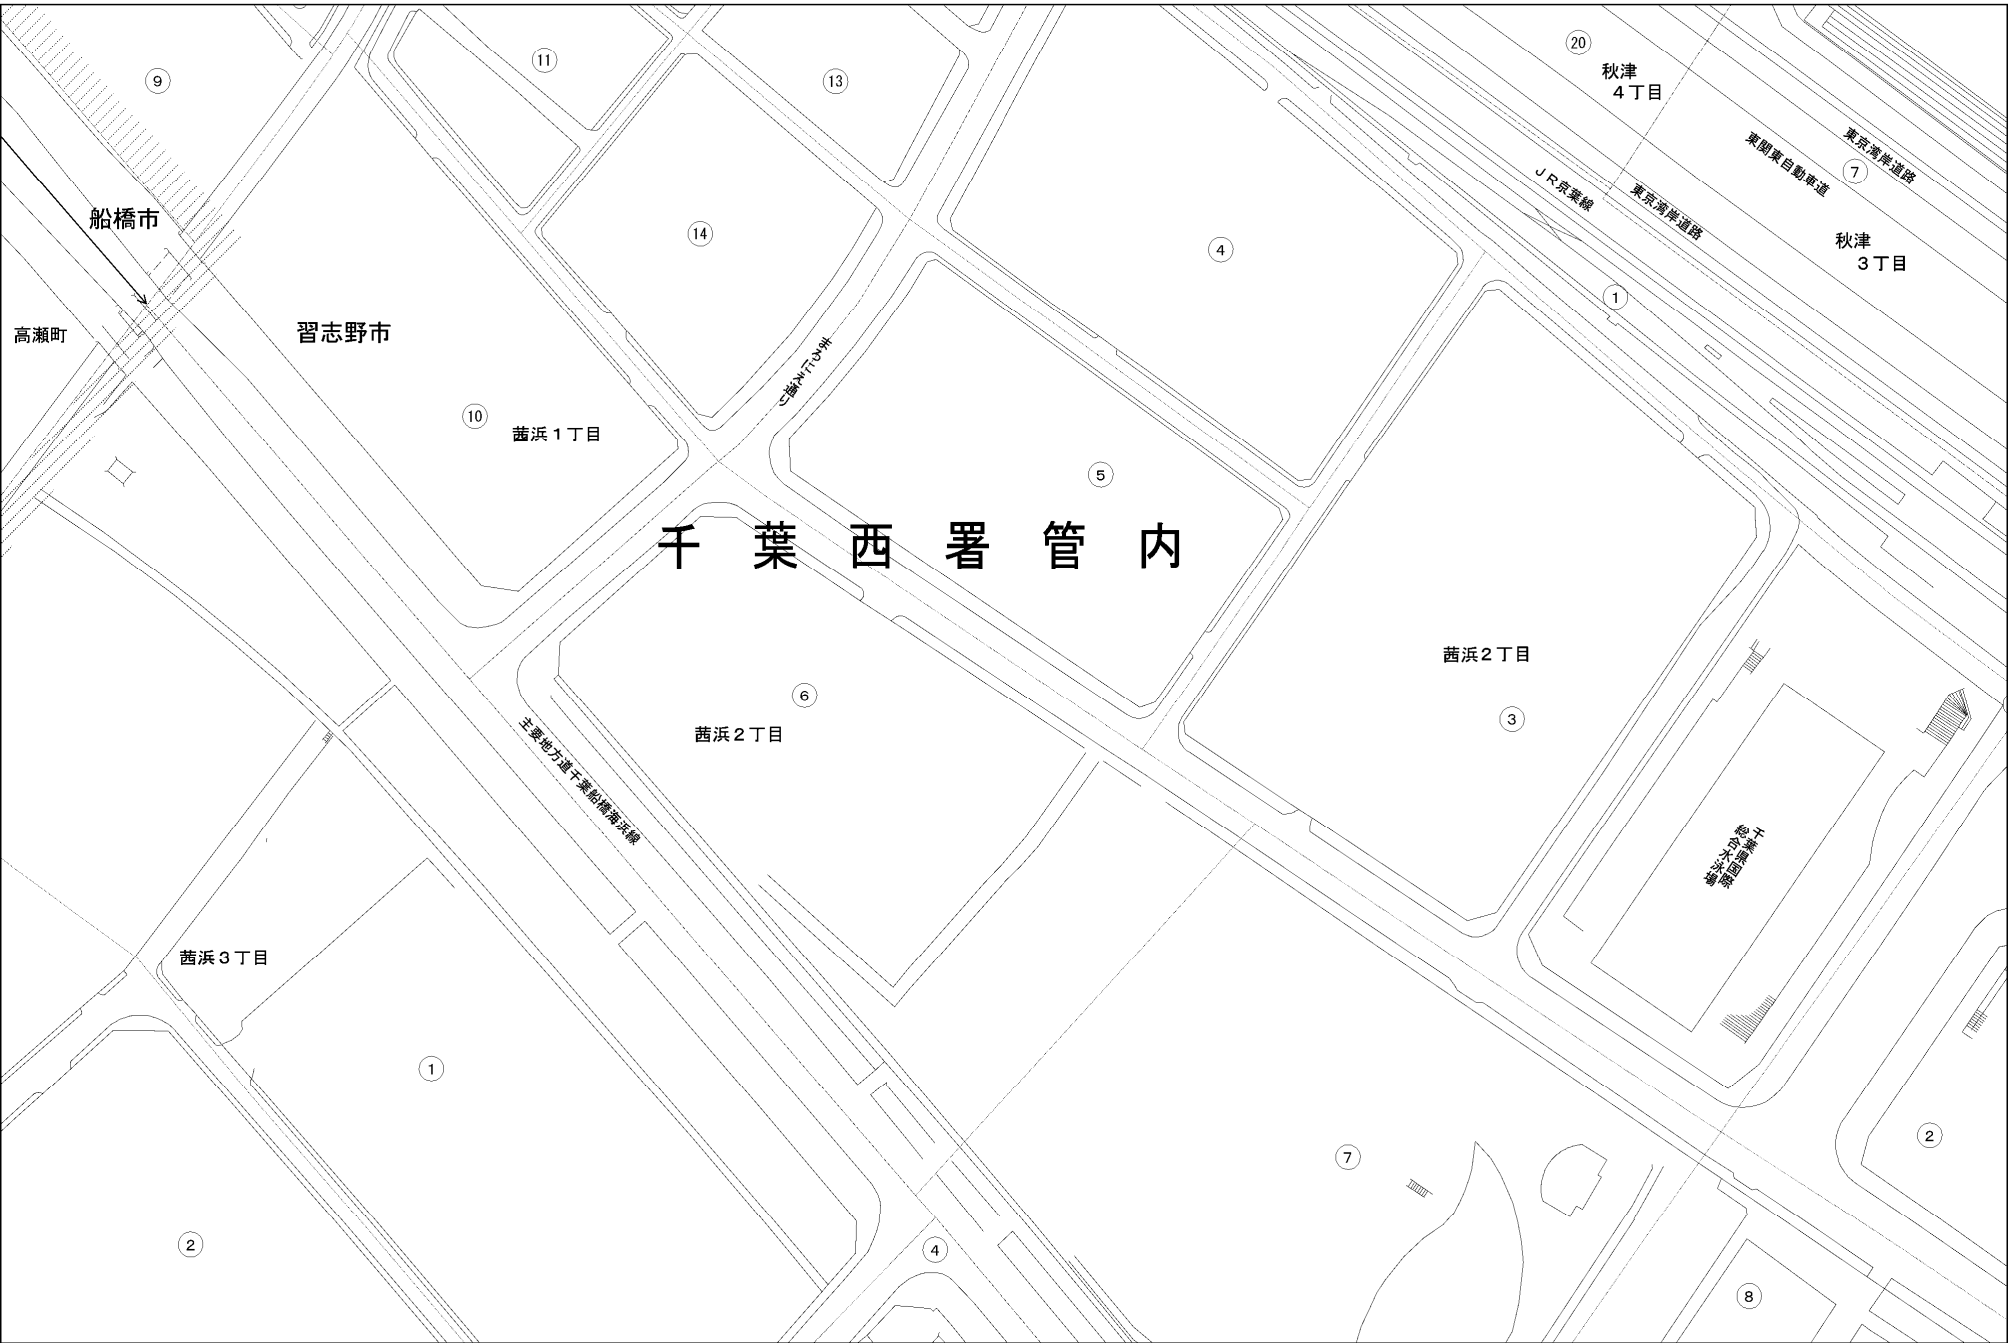 ⑳
秋津
４丁目
⑪
⑨
⑬
東京湾岸道路
東関東自動車道
⑦
ＪＲ京葉線
東京湾岸道路
船橋市
⑭
④
秋津
３丁目
①
高瀬町
習志野市
まろにえ通り
⑩
茜浜１丁目
⑤
千葉西署管内
茜浜２丁目
⑥
③
茜浜２丁目
主要地方道千葉船橋海浜線
千葉県国際
総合水泳場
茜浜３丁目
①
②
⑦
②
④
⑧